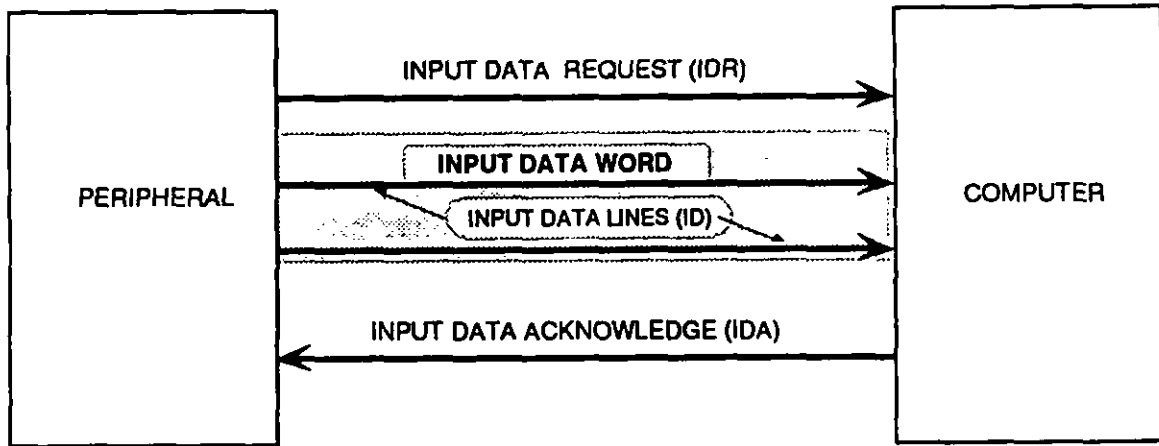 INPUT DATA REQUEST (IDR)
INPUT DATA WORD
PERIPHERAL
COMPUTER
INPUT DATA LINES (ID)
INPUT DATA ACKNOWLEDGE (IDA)